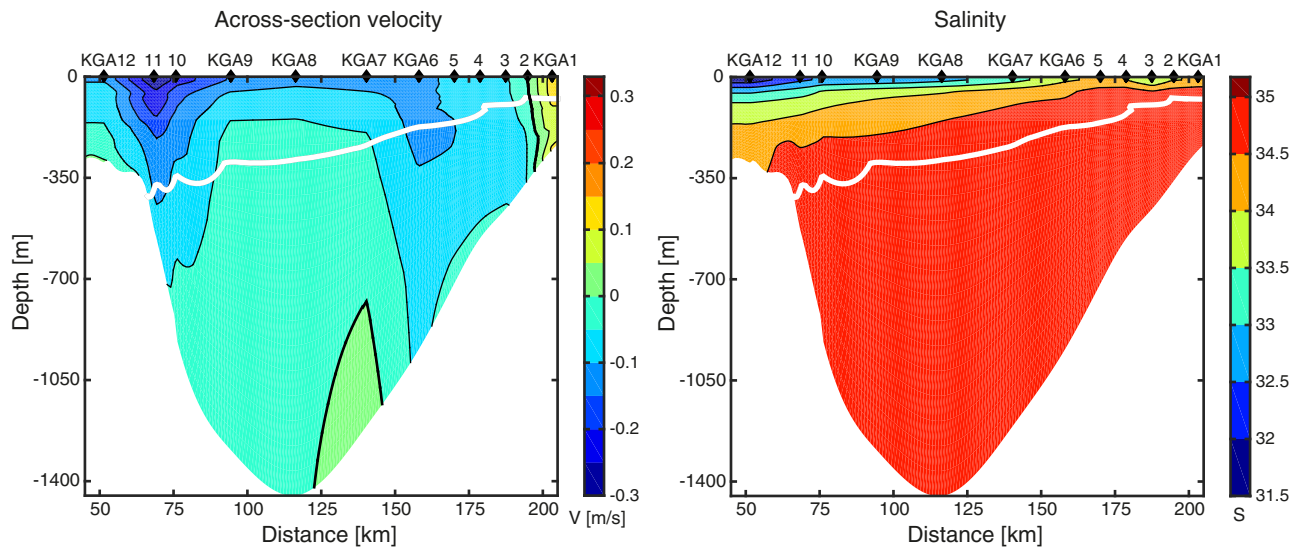 Across-section velocity
KGA12 11 10 KGA9 KGA8 KGA7 KGA6 5 4 3 2 KGA1
0
-350
-700
-1050
-1400
Depth [m]
50 75 100 125 150 175 200
Distance [km]
0.3
0.2
0.1
0
-0.1
-0.2
-0.3
V [m/s]
Salinity
KGA12 11 10 KGA9 KGA8 KGA7 KGA6 5 4 3 2 KGA1
0
-350
-700
-1050
-1400
Depth [m]
50 75 100 125 150 175 200
Distance [km]
35
34.5
34
33.5
33
32.5
32
31.5
S